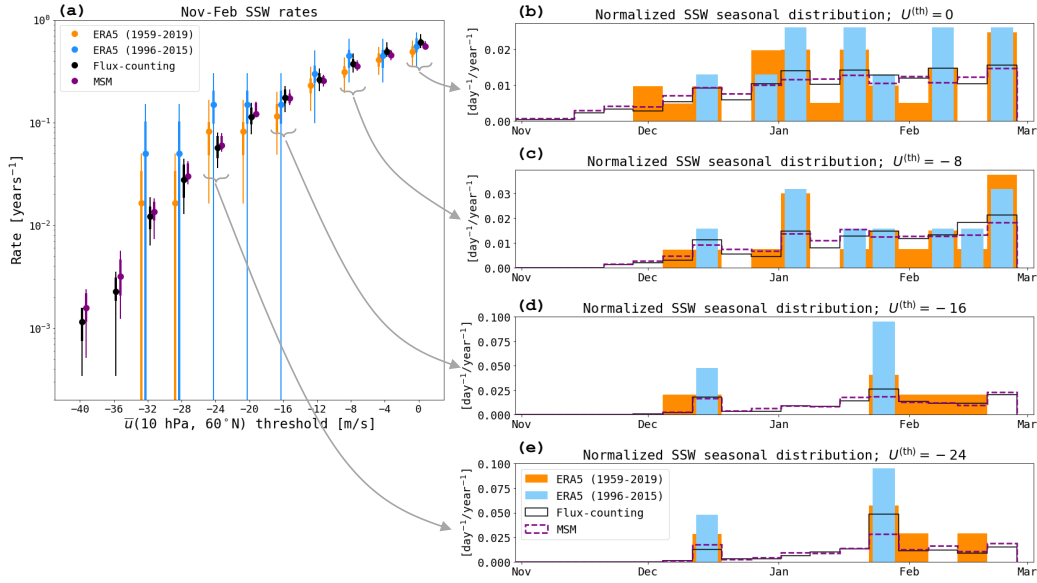 (a)
Nov-Feb SSW rates
ERA5 (1959-2019)
ERA5 (1996-2015)
Flux-counting
MSM
10⁰
10⁻¹
10⁻²
10⁻³
Rate [years⁻¹]
−40 −36 −32 −28 −24 −20 −16 −12 −8 −4 0
u̅(10 hPa, 60°N) threshold [m/s]
(b)
Normalized SSW seasonal distribution; U⁽ᵗʰ⁾ = 0
[day⁻¹/year⁻¹]
0.02
0.01
0.00
Nov Dec Jan Feb Mar
(c)
Normalized SSW seasonal distribution; U⁽ᵗʰ⁾ = −8
[day⁻¹/year⁻¹]
0.03
0.02
0.01
0.00
Nov Dec Jan Feb Mar
(d)
Normalized SSW seasonal distribution; U⁽ᵗʰ⁾ = −16
[day⁻¹/year⁻¹]
0.100
0.075
0.050
0.025
0.000
Nov Dec Jan Feb Mar
(e)
Normalized SSW seasonal distribution; U⁽ᵗʰ⁾ = −24
[day⁻¹/year⁻¹]
0.100
0.075
0.050
0.025
0.000
ERA5 (1959-2019)
ERA5 (1996-2015)
Flux-counting
MSM
Nov Dec Jan Feb Mar